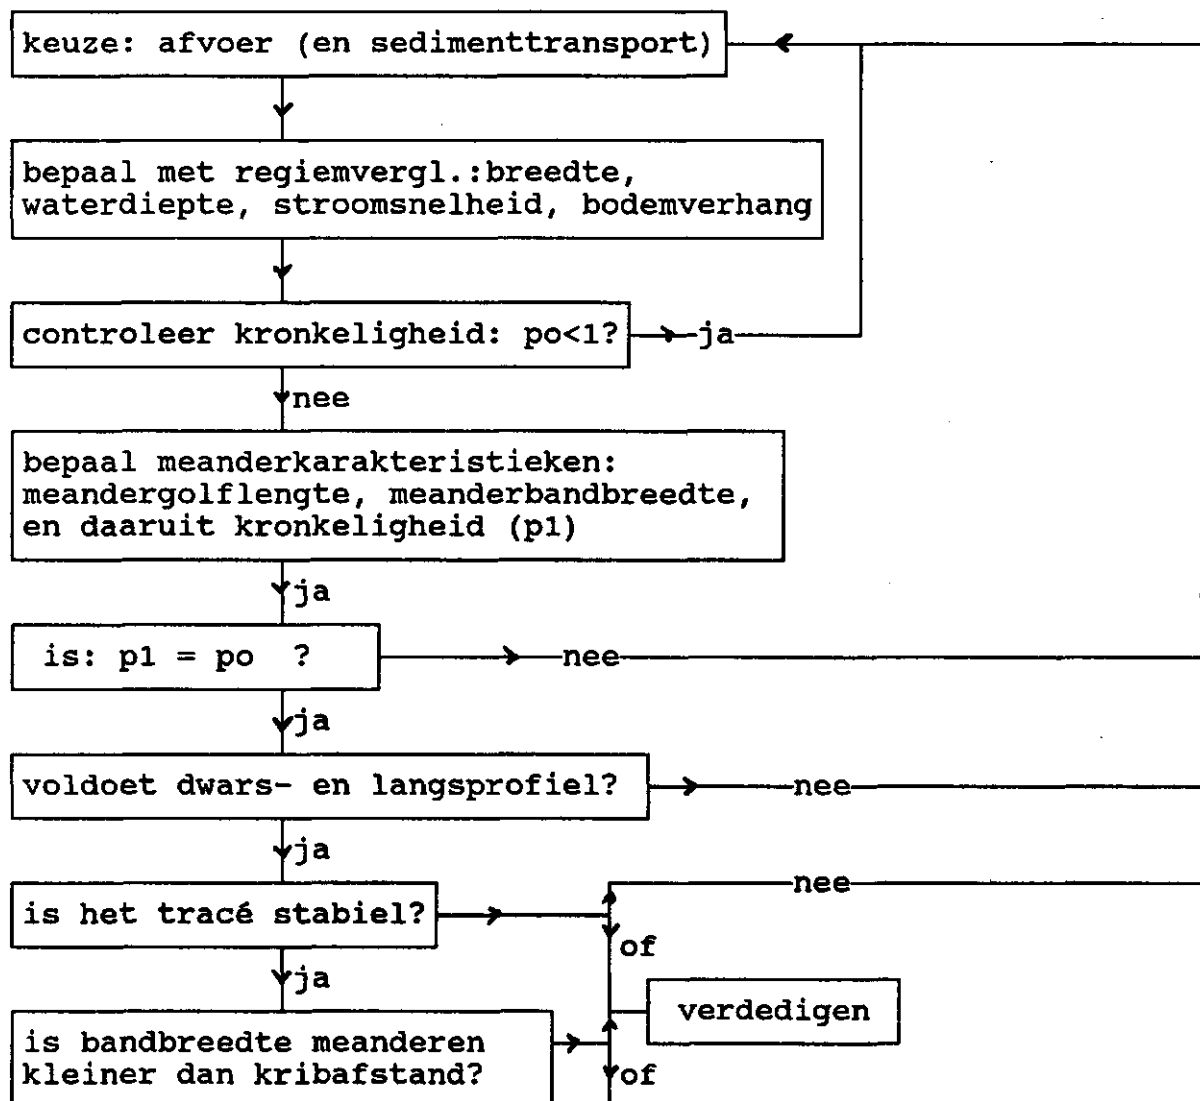 keuze: afvoer (en sedimenttransport)
bepaal met regiemvergl.:breedte,
waterdiepte, stroomsnelheid, bodemverhang
controleer kronkeligheid: po<1?
ja
nee
bepaal meanderkarakteristieken:
meandergolflengte, meanderbandbreedte,
en daaruit kronkeligheid (p1)
ja
is: p1 = po ?
nee
ja
voldoet dwars- en langsprofiel?
nee
ja
is het tracé stabiel?
nee
of
ja
verdedigen
is bandbreedte meanderen
kleiner dan kribafstand?
of